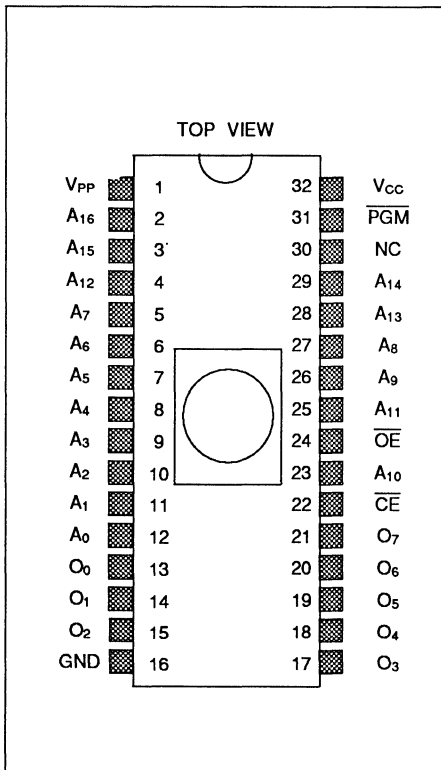 TOP VIEW
VPP 1 32 VCC
A16 2 31 P̅G̅M̅
A15 3 30 NC
A12 4 29 A14
A7 5 28 A13
A6 6 27 A8
A5 7 26 A9
A4 8 25 A11
A3 9 24 O̅E̅
A2 10 23 A10
A1 11 22 C̅E̅
A0 12 21 O7
O0 13 20 O6
O1 14 19 O5
O2 15 18 O4
GND 16 17 O3